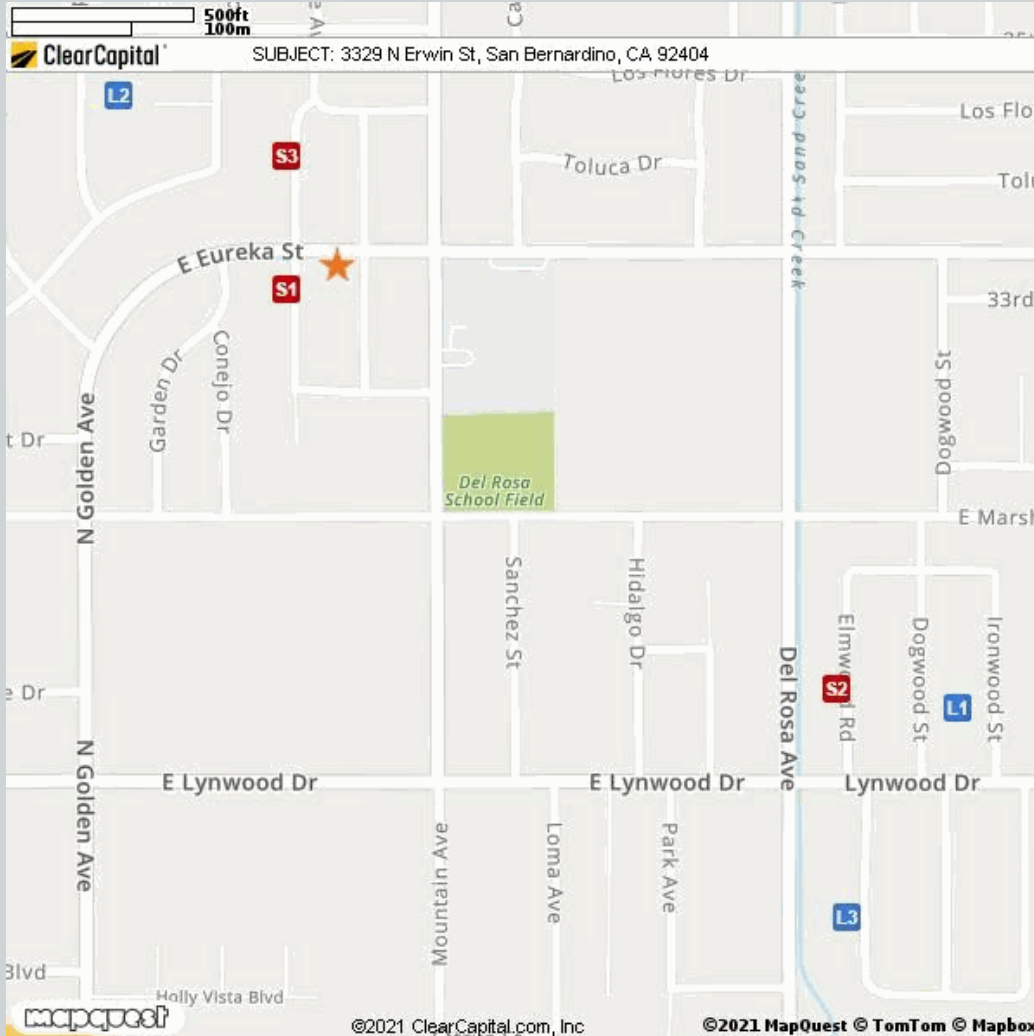 500ft
100m
ClearCapital
SUBJECT: 3329 N Erwin St, San Bernardino, CA 92404
Los Flores Dr
L2
Los Flo
S3
Toluca Dr
Tolu
E Eureka St
S1
33rd
Conejo Dr
Garden Dr
Dogwood St
t Dr
N Golden Ave
Del Rosa
School Field
E Marsh
Sanchez St
Hidalgo Dr
Elmwood Rd
Dogwood St
Ironwood St
Del Rosa Ave
S2
L1
e Dr
N Golden Ave
E Lynwood Dr
E Lynwood Dr
Lynwood Dr
Mountain Ave
Loma Ave
Park Ave
L3
Blvd
Holly Vista Blvd
mapquest
©2021 ClearCapital.com, Inc
©2021 MapQuest © TomTom © Mapbox